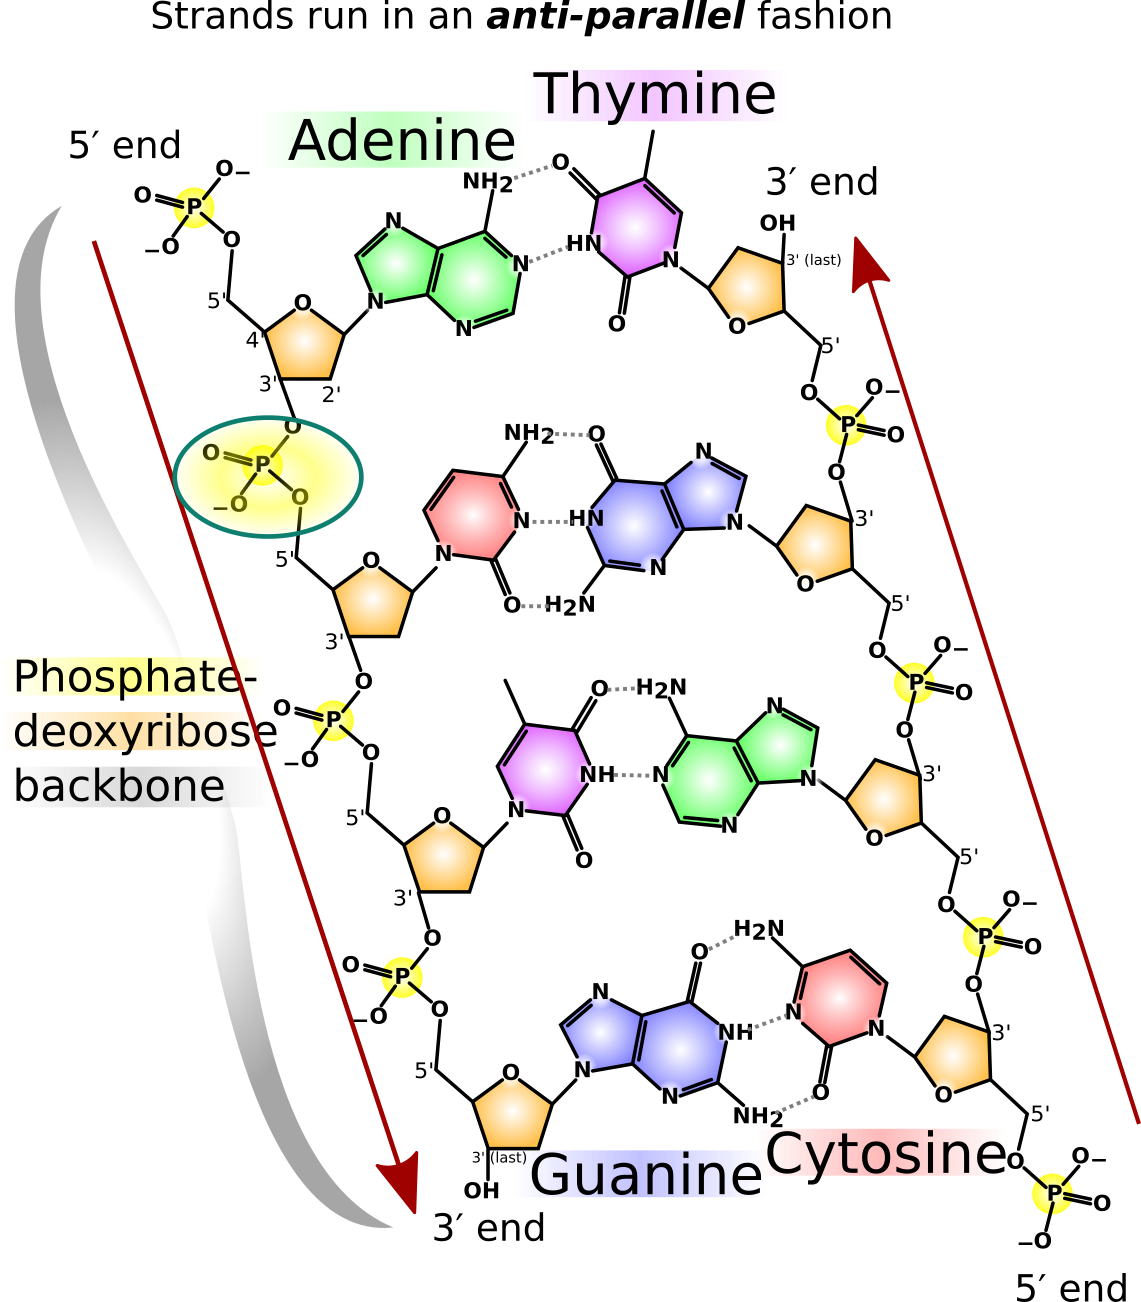 Strands run in an anti-parallel fashion
Thymine
Adenine
5′ end
3′ end
O−
O
P
−O
O
NH2
O
OH
3' (last)
N
HN
N
N
N
N
O
5'
O
4'
3'
2'
O
O
5'
O
O−
P
O
O
O
O
P
−O
O
NH2
O
N
N
HN
N
N
N
O
H2N
O
3'
O
5'
5'
O
3'
O
O−
P
O
O
Phosphate-
deoxyribose
backbone
O
O
P
−O
O
O
H2N
N
NH
N
N
N
N
O
O
3'
O
5'
5'
O
3'
O
O−
P
O
O
O
O
P
−O
O
O
H2N
N
NH
N
N
N
N
NH2
O
O
3'
O
5'
5'
O
3' (last)
OH
Guanine
Cytosine
O
O−
P
O
−O
3′ end
5′ end